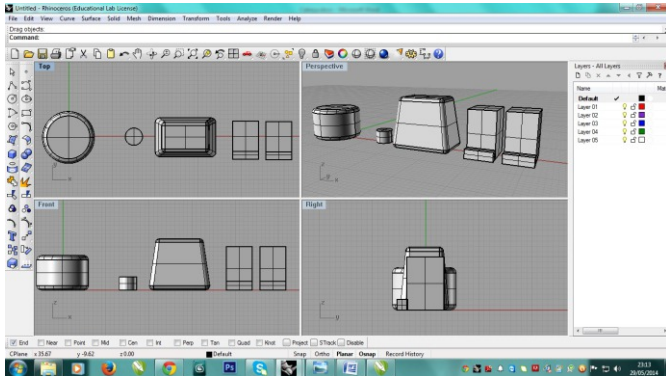 Untitled - Rhinoceros (Educational Lab License)
File Edit View Curve Surface Solid Mesh Dimension Transform Tools Analyze Render Help
Drag objects
Command:
Top
Perspective
Front
Right
Layers - All Layers
Name Mat
Default
Layer 01
Layer 02
Layer 03
Layer 04
Layer 05
End Near Point Mid Cen Int Perp Tan Quad Knot Project STrack Disable
CPlane x 35.67 y -9.62 z 0.00 Default Snap Ortho Planar Osnap Record History
23:13
29/05/2014